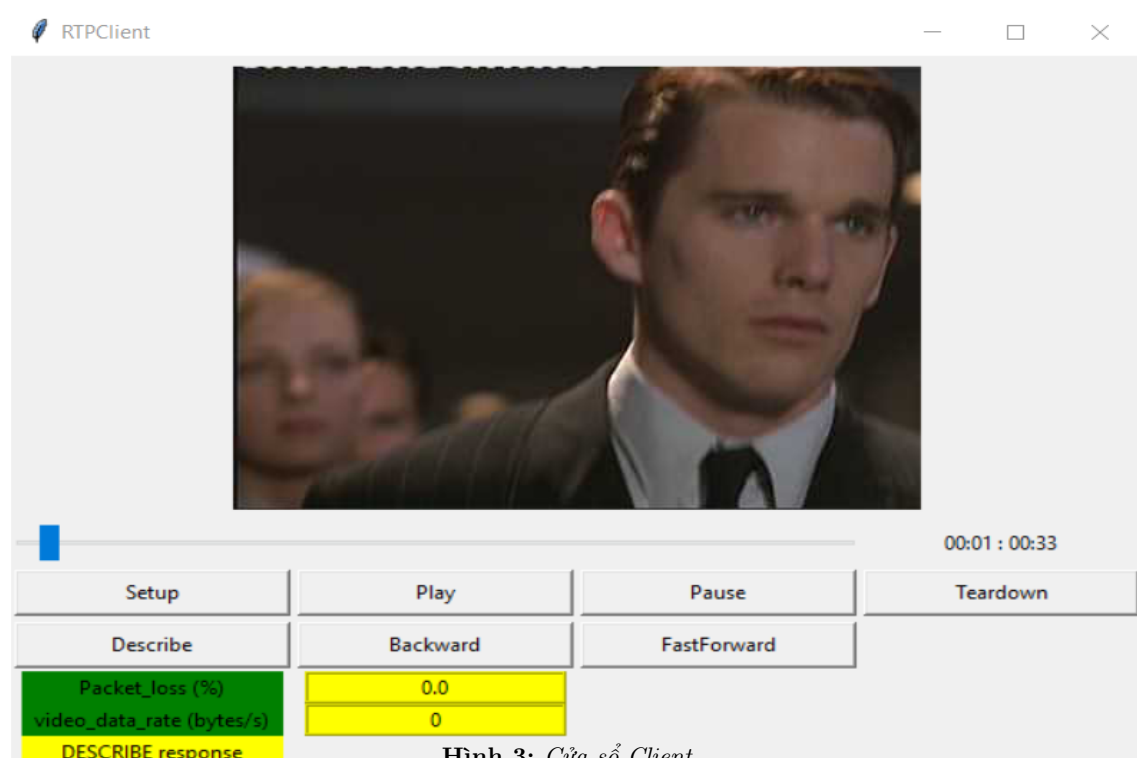 RTPClient
00:01 : 00:33
Setup Play Pause Teardown
Describe Backward FastForward
Packet_loss (%) 0.0
video_data_rate (bytes/s) 0
DESCRIBE response
Hình 3: Cửa sổ Client